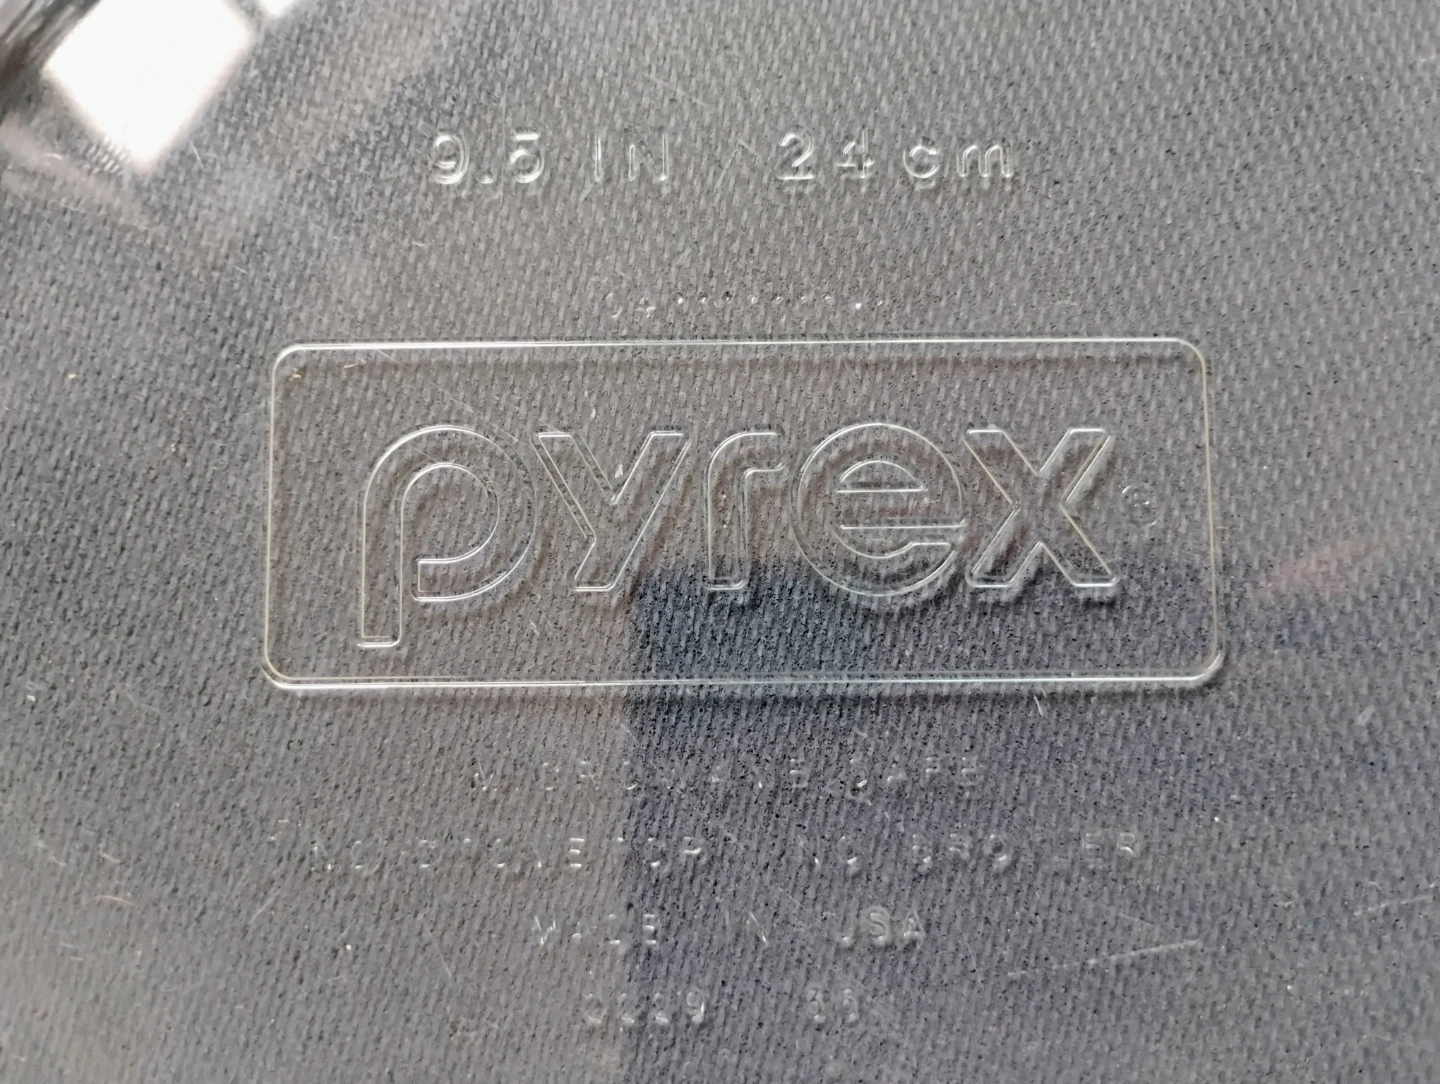 9.5 IN 24 cm
pyrex ®
MICROWAVE SAFE
NO STOVETOP NO BROILER
MADE IN USA